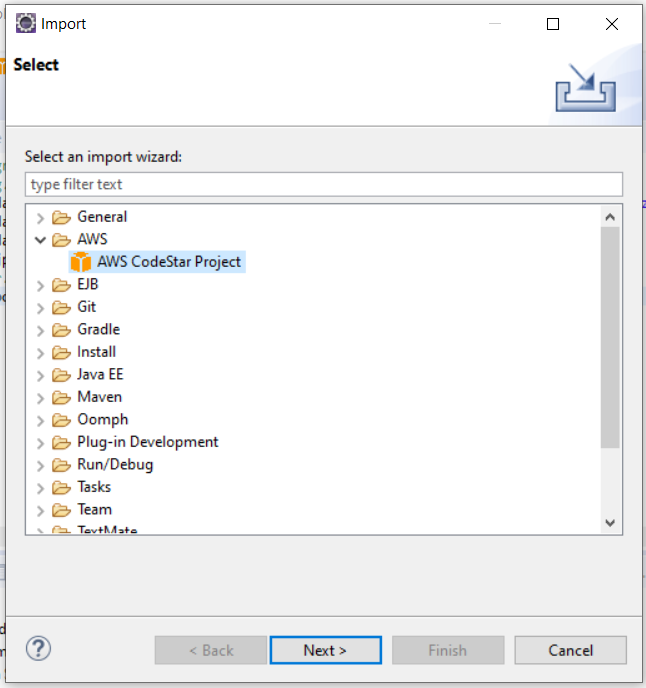 Import
Select
Select an import wizard:
type filter text
General
AWS
AWS CodeStar Project
EJB
Git
Gradle
Install
Java EE
Maven
Oomph
Plug-in Development
Run/Debug
Tasks
Team
TextMate
< Back
Next >
Finish
Cancel